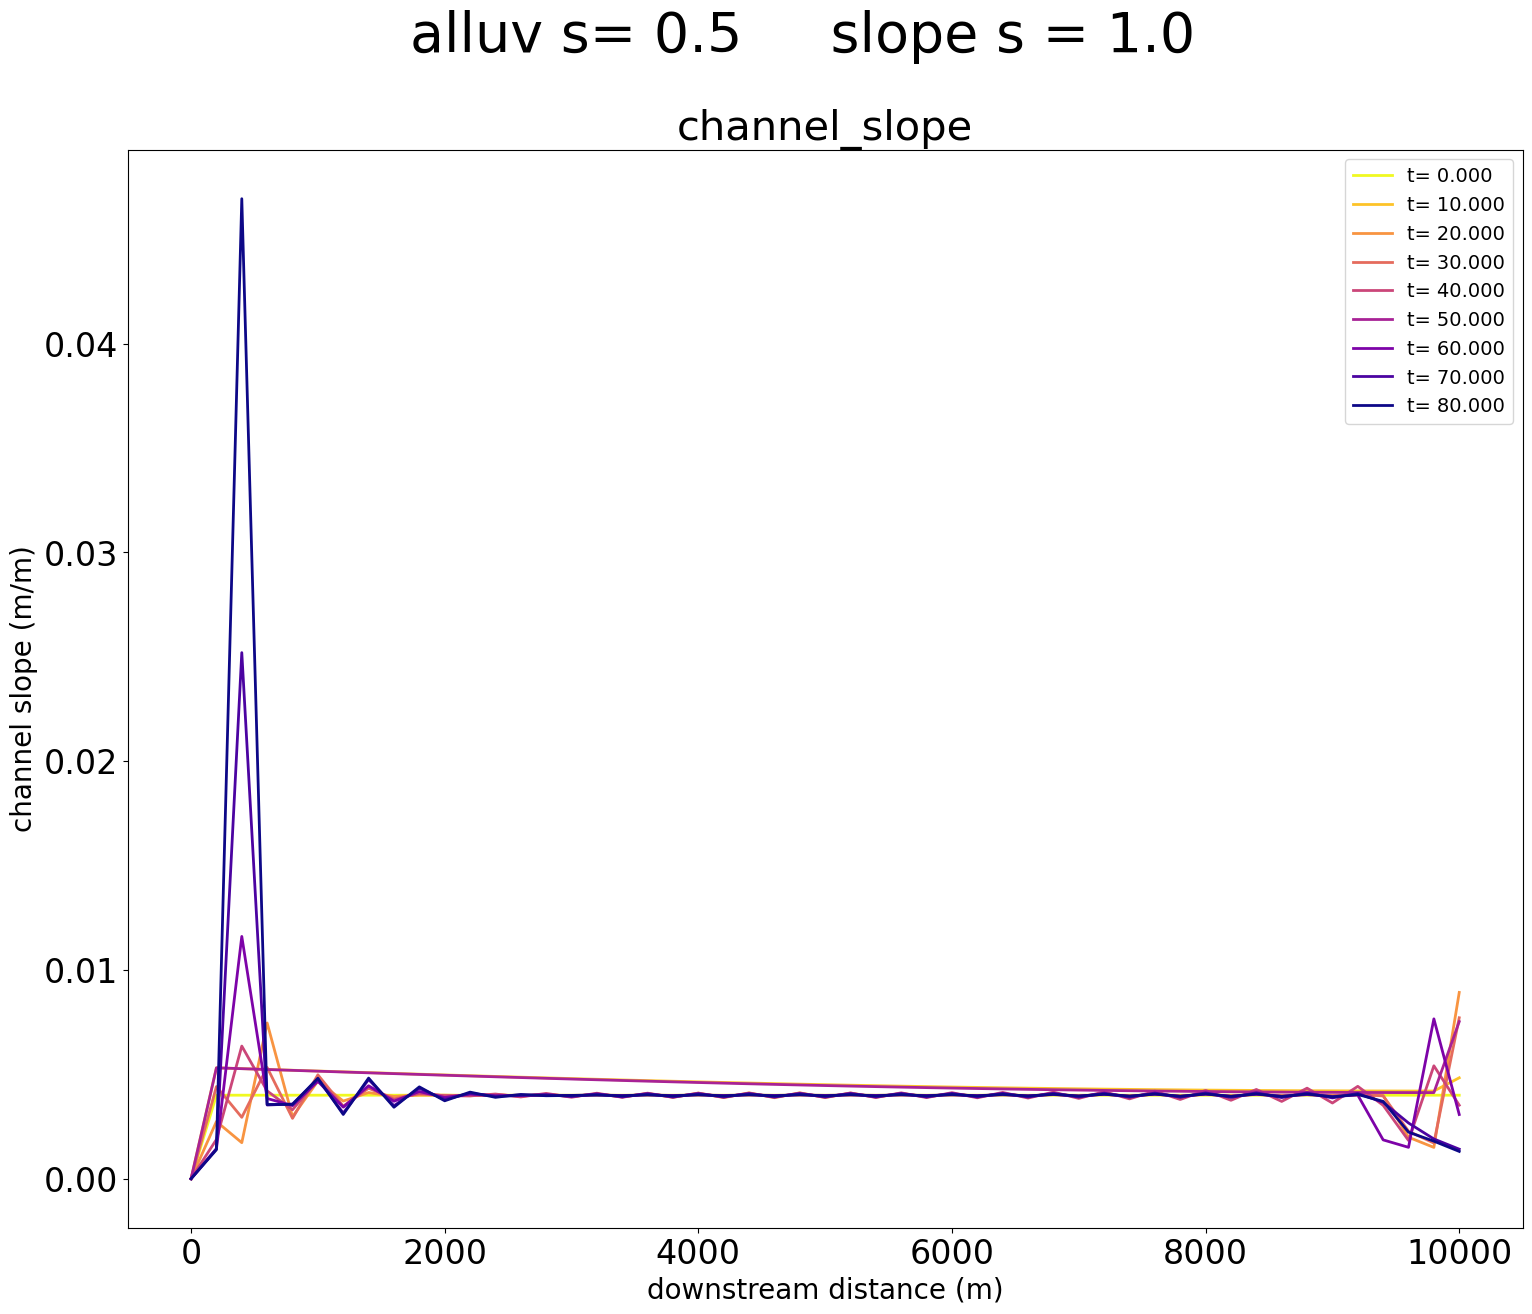 alluv s= 0.5     slope s = 1.0
channel_slope
t= 0.000
t= 10.000
t= 20.000
t= 30.000
t= 40.000
t= 50.000
t= 60.000
t= 70.000
t= 80.000
channel slope (m/m)
0.04
0.03
0.02
0.01
0.00
0 2000 4000 6000 8000 10000
downstream distance (m)